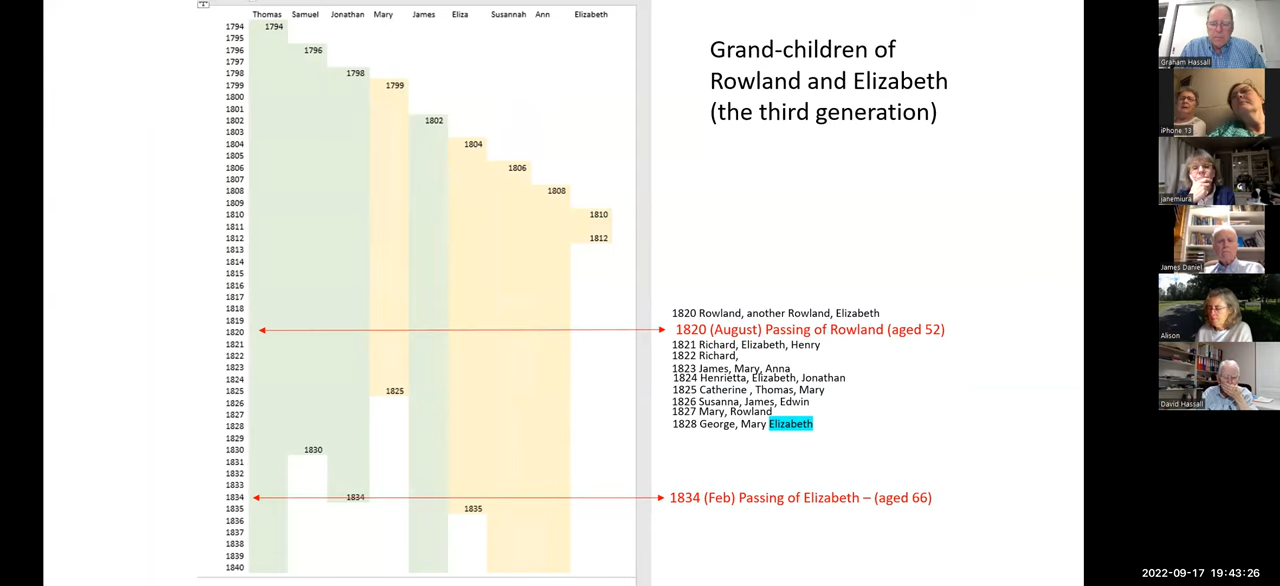 Thomas Samuel Jonathan Mary James Eliza Susannah Ann Elizabeth
1794 1794
1795
1796 1796
1797
1798 1798
1799 1799
1800
1801
1802 1802
1803
1804 1804
1805
1806 1806
1807
1808 1808
1809
1810 1810
1811
1812 1812
1813
1814
1815
1816
1817
1818
1819
1820
1821
1822
1823
1824
1825 1825
1826
1827
1828
1829
1830 1830
1831
1832
1833
1834 1834
1835 1835
1836
1837
1838
1839
1840
Grand-children of
Rowland and Elizabeth
(the third generation)
1820 Rowland, another Rowland, Elizabeth
1820 (August) Passing of Rowland (aged 52)
1821 Richard, Elizabeth, Henry
1822 Richard,
1823 James, Mary, Anna
1824 Henrietta, Elizabeth, Jonathan
1825 Catherine , Thomas, Mary
1826 Susanna, James, Edwin
1827 Mary, Rowland
1828 George, Mary Elizabeth
1834 (Feb) Passing of Elizabeth – (aged 66)
Graham Hassall
iPhone 13
janemiura
James Daniel
Alison
David Hassall
2022-09-17 19:43:26